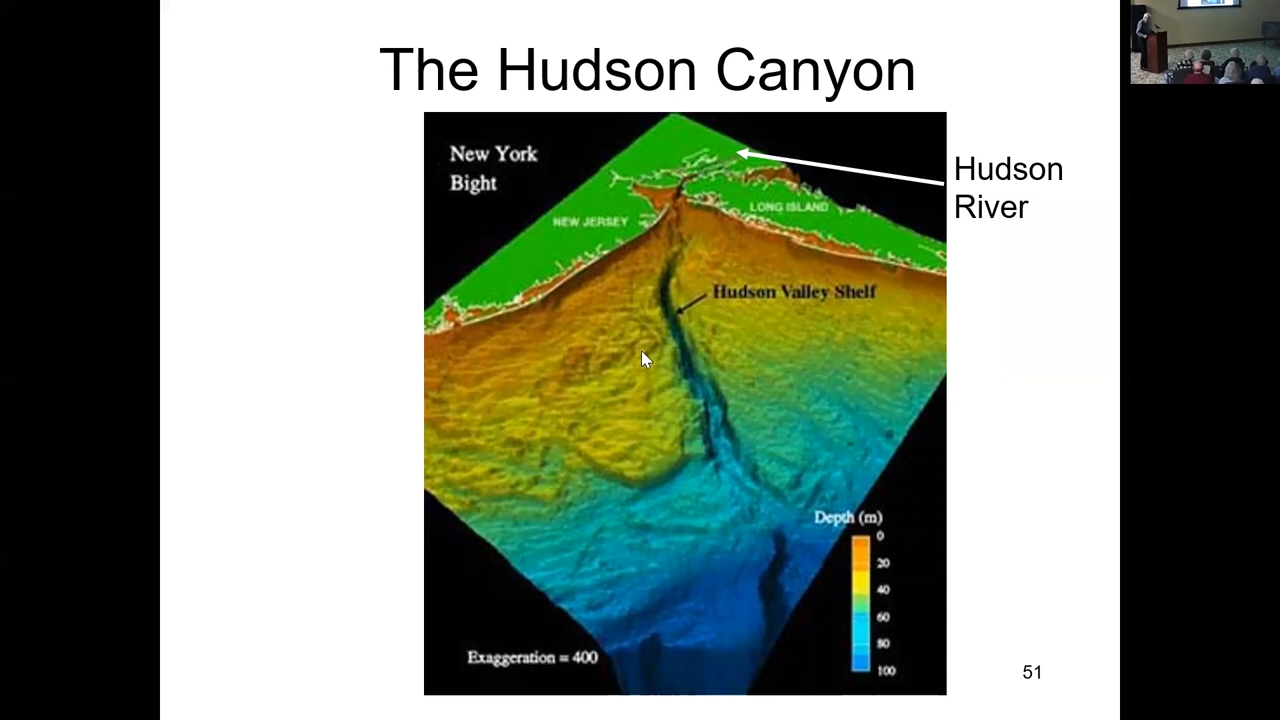 The Hudson Canyon
New York
Bight
Hudson
River
NEW JERSEY
LONG ISLAND
Hudson Valley Shelf
Depth (m)
0
20
40
60
80
100
Exaggeration = 400
51